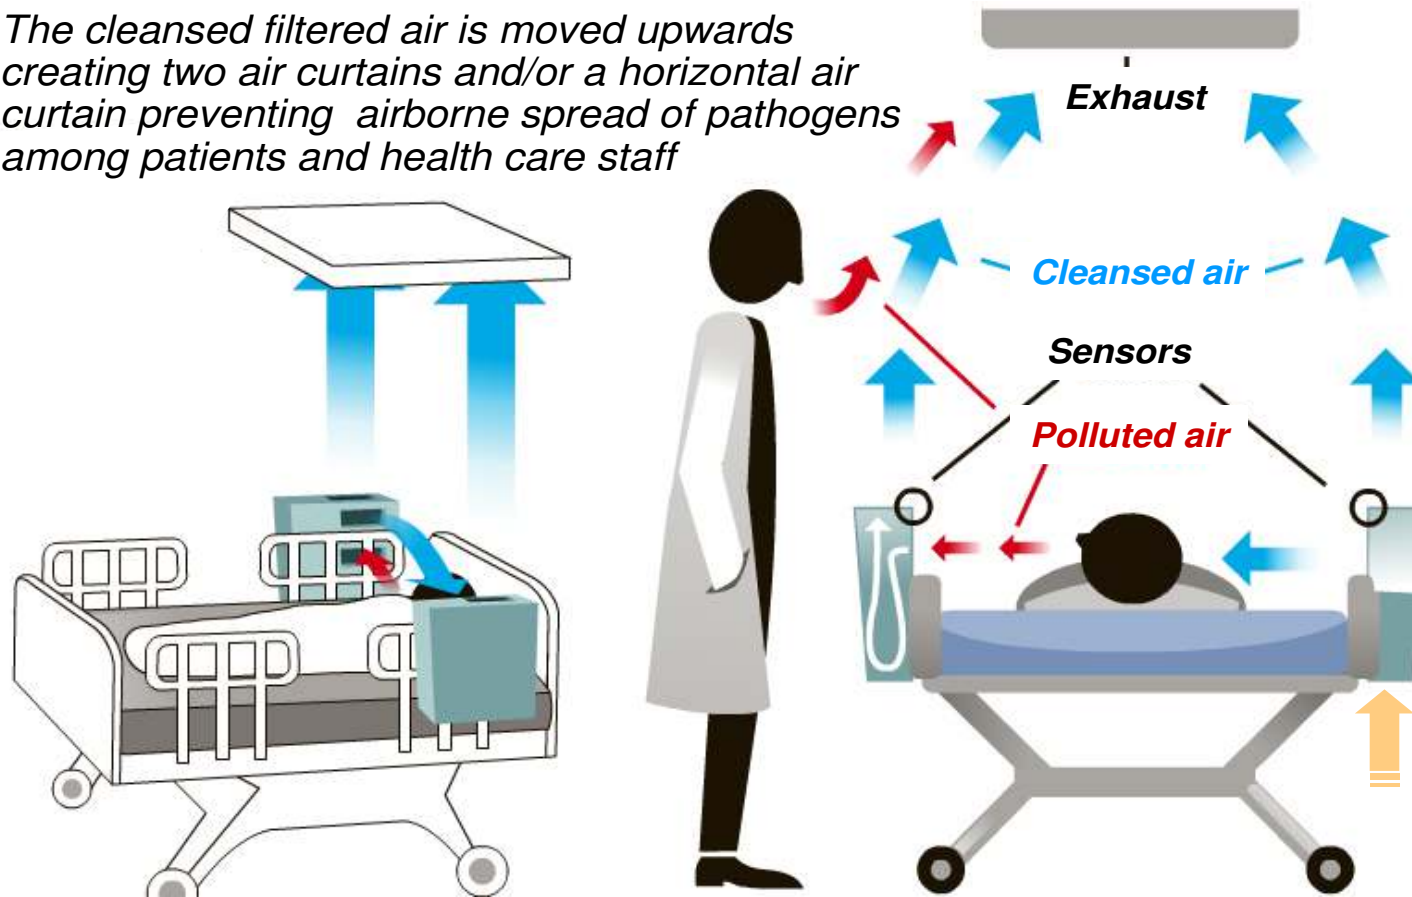 The cleansed filtered air is moved upwards
creating two air curtains and/or a horizontal air
curtain preventing  airborne spread of pathogens
among patients and health care staff
Exhaust
Cleansed air
Sensors
Polluted air